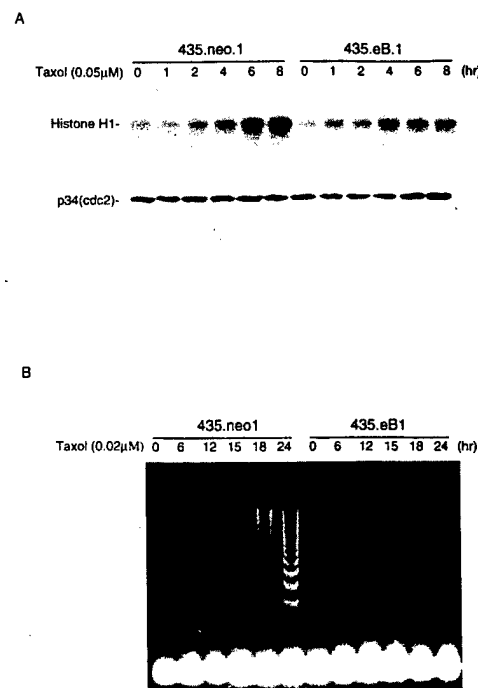 A
435.neo.1 435.eB.1
Taxol (0.05μM) 0 1 2 4 6 8 0 1 2 4 6 8 (hr)
Histone H1-
p34(cdc2)-
B
435.neo1 435.eB1
Taxol (0.02μM) 0 6 12 15 18 24 0 6 12 15 18 24 (hr)